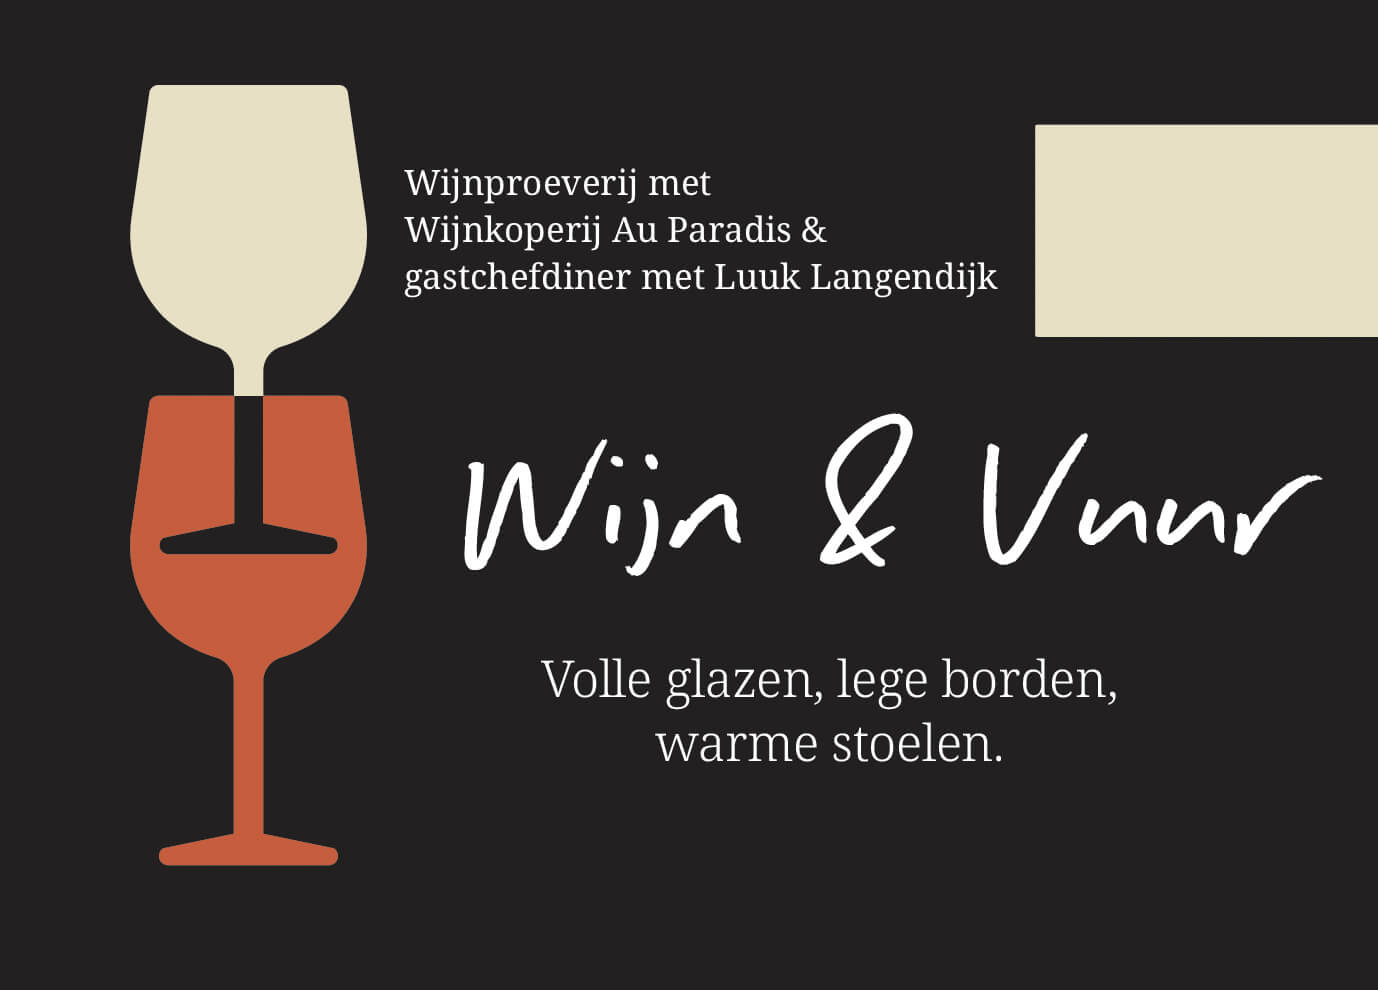 Wijnproeverij met
Wijnkoperij Au Paradis &
gastchefdiner met Luuk Langendijk
Wijn & Vuur
Volle glazen, lege borden,
warme stoelen.